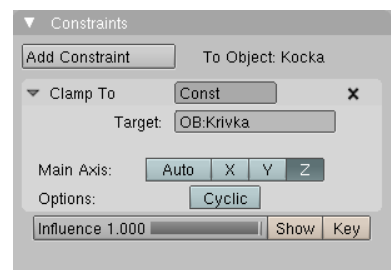 Constraints
Add Constraint To Object: Kocka
Clamp To Const x
Target: OB:Krivka
Main Axis: Auto X Y Z
Options: Cyclic
Influence 1.000 Show Key